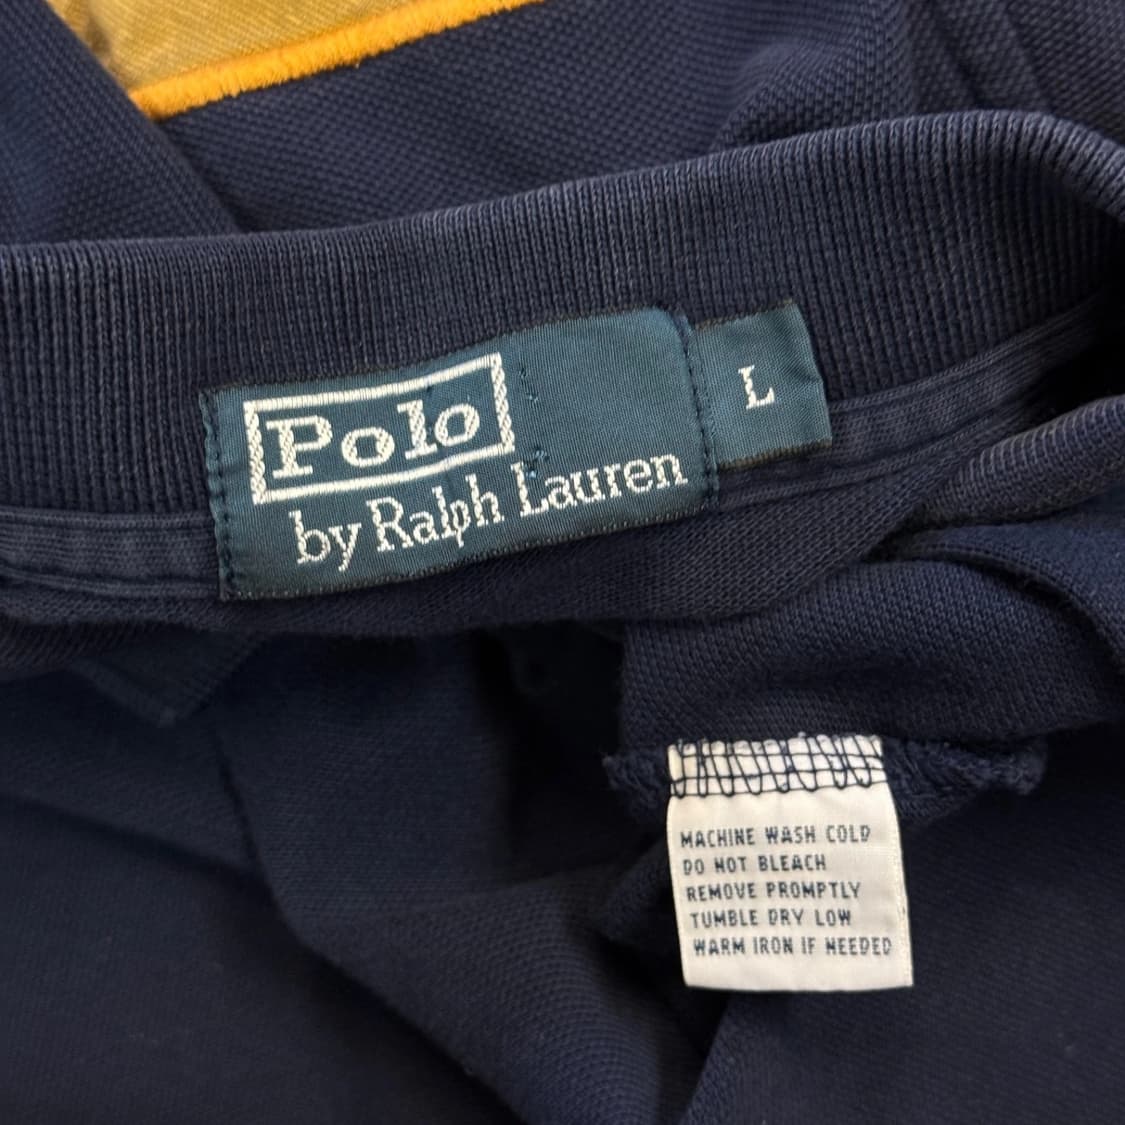 Polo
by Ralph Lauren
L
MACHINE WASH COLD
DO NOT BLEACH
REMOVE PROMPTLY
TUMBLE DRY LOW
WARM IRON IF NEEDED